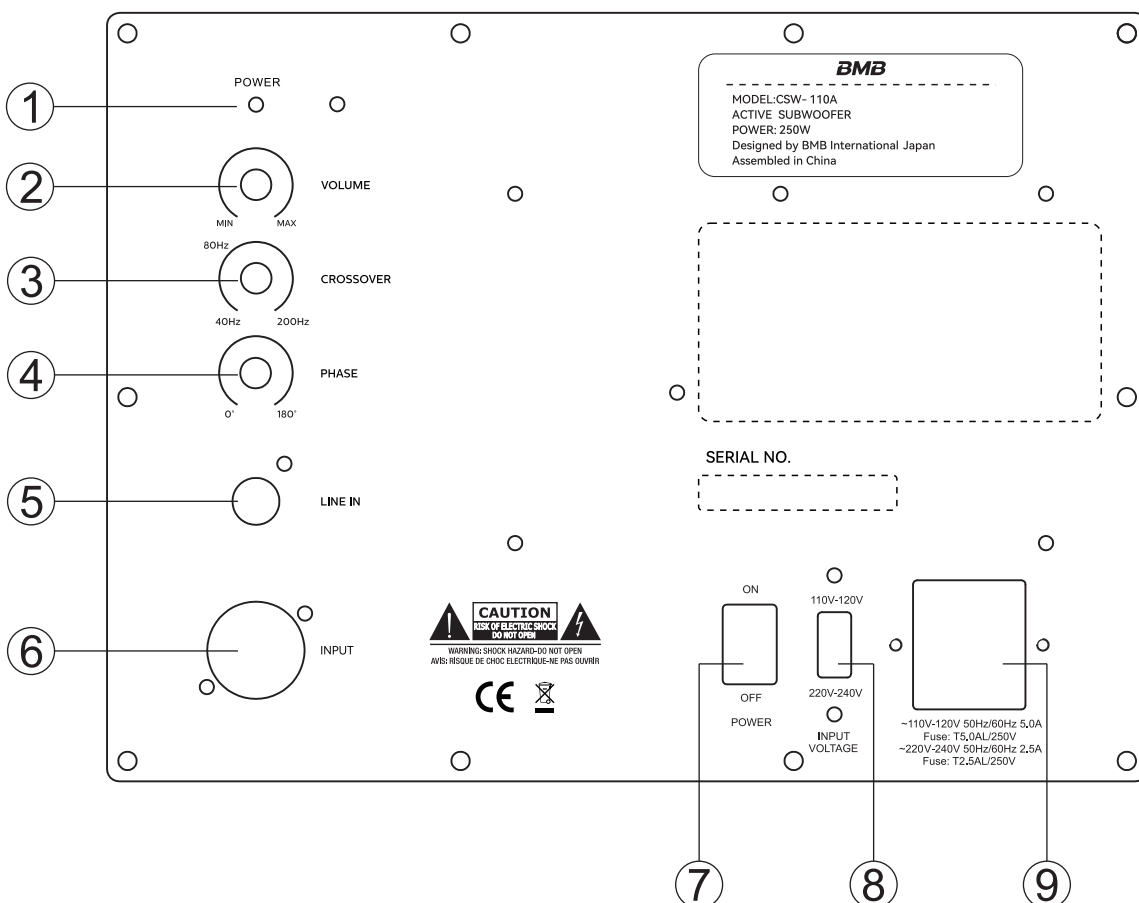 POWER
1
2
VOLUME
MIN MAX
80Hz
3
CROSSOVER
40Hz 200Hz
4
PHASE
0° 180°
5
LINE IN
6
INPUT
BMB
MODEL:CSW- 110A
ACTIVE SUBWOOFER
POWER: 250W
Designed by BMB International Japan
Assembled in China
SERIAL NO.
CAUTION
RISK OF ELECTRIC SHOCK
DO NOT OPEN
WARNING: SHOCK HAZARD-DO NOT OPEN
AVIS: RISQUE DE CHOC ELECTRIQUE-NE PAS OUVRIR
CE
ON
OFF
POWER
110V-120V
220V-240V
INPUT
VOLTAGE
~110V-120V 50Hz/60Hz 5.0A
Fuse: T5.0AL/250V
~220V-240V 50Hz/60Hz 2.5A
Fuse: T2.5AL/250V
7
8
9